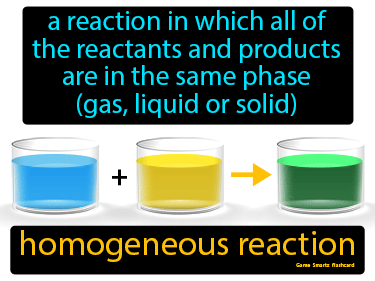 a reaction in which all of
the reactants and products
are in the same phase
(gas, liquid or solid)
+
homogeneous reaction
Game Smartz flashcard